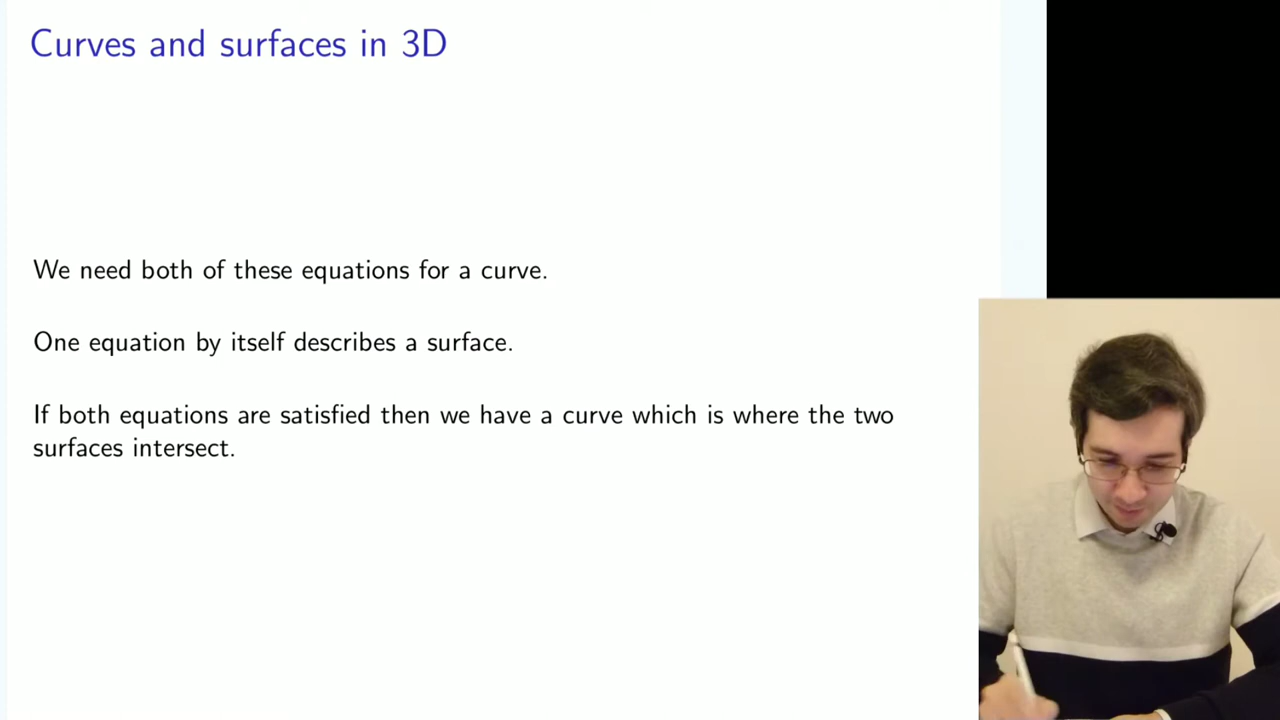 Curves and surfaces in 3D
We need both of these equations for a curve.
One equation by itself describes a surface.
If both equations are satisfied then we have a curve which is where the two
surfaces intersect.